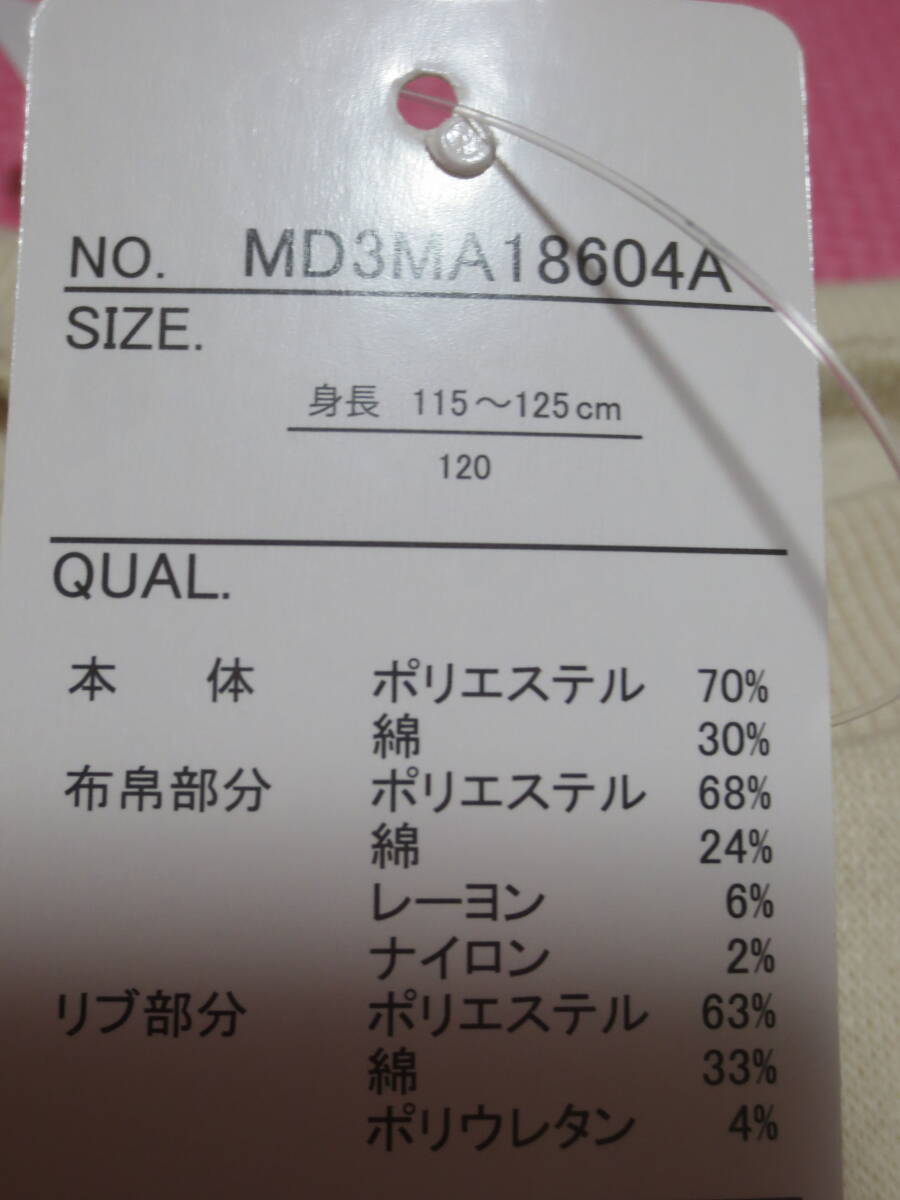 NO. MD3MA18604A
SIZE.
身長 115～125cm
120
QUAL.
本 体 ポリエステル 70%
綿 30%
布帛部分 ポリエステル 68%
綿 24%
レーヨン 6%
ナイロン 2%
リブ部分 ポリエステル 63%
綿 33%
ポリウレタン 4%